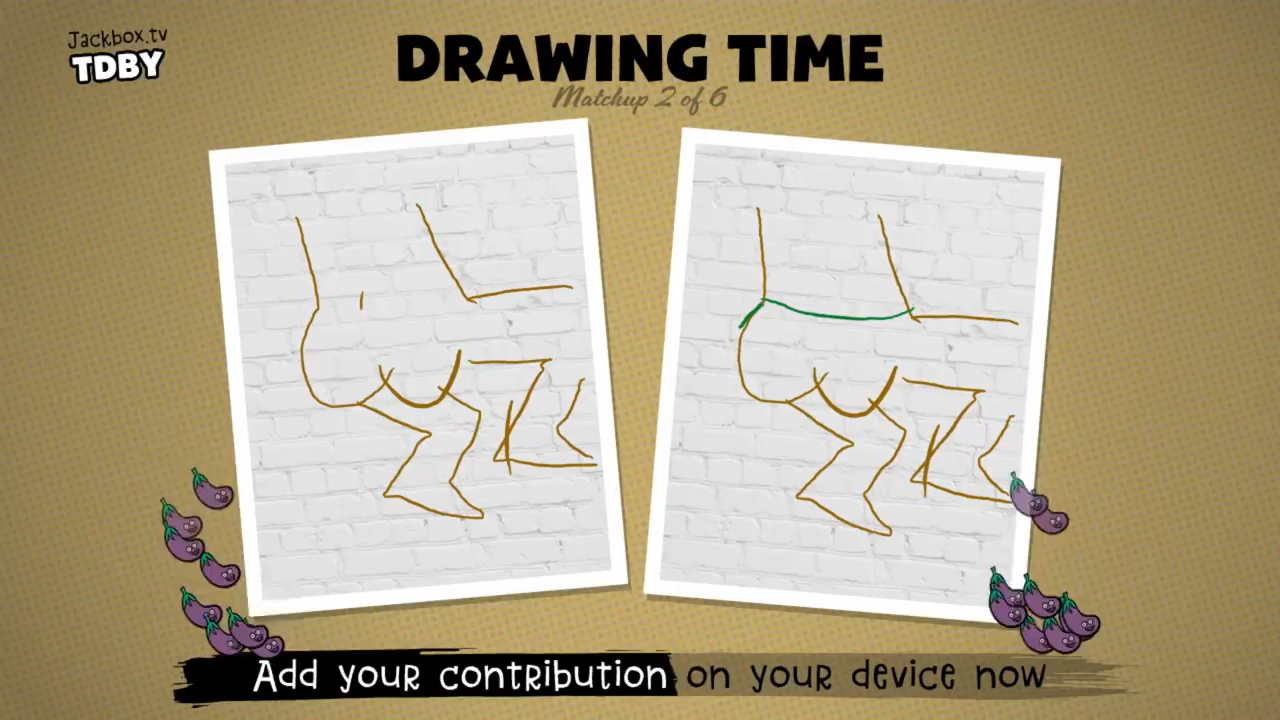 Jackbox.tv
TDBY
DRAWING TIME
Matchup 2 of 6
Add your contribution on your device now